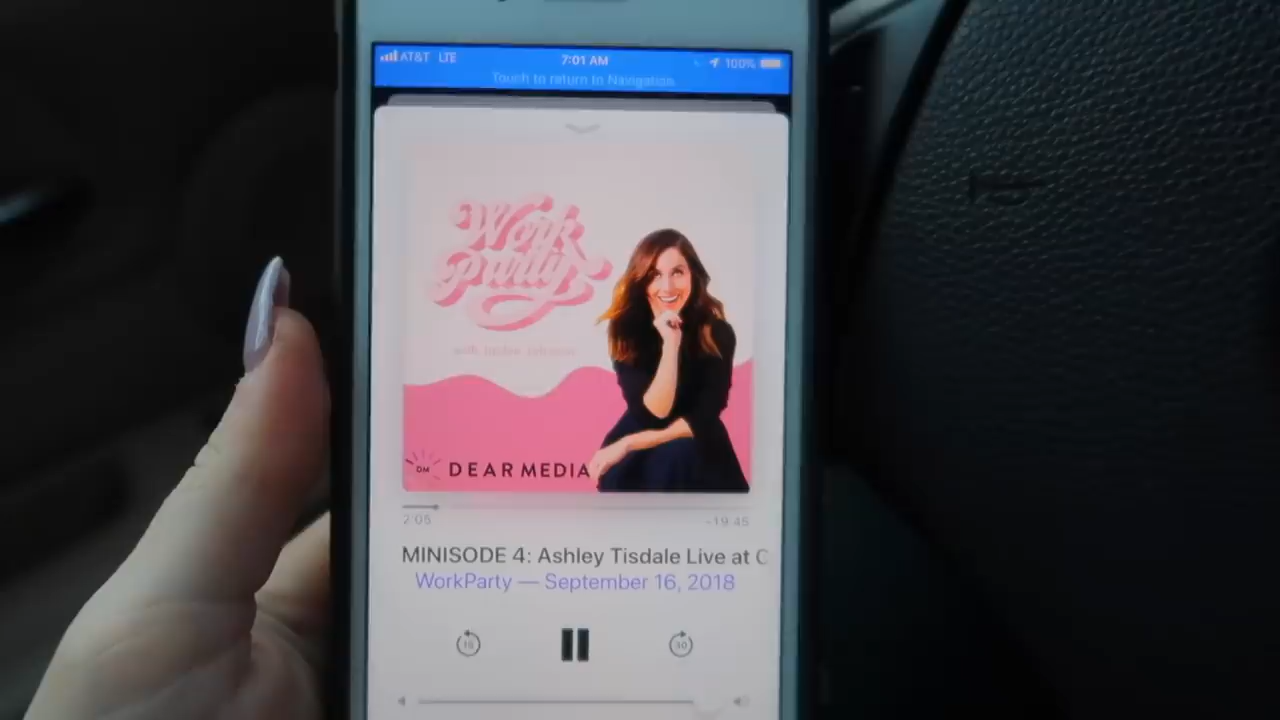 AT&T LTE 7:01 AM 100%
Touch to return to Navigation
Work
Party
DM DEAR MEDIA
2:05 -19:45
MINISODE 4: Ashley Tisdale Live at C
WorkParty — September 16, 2018
15 30